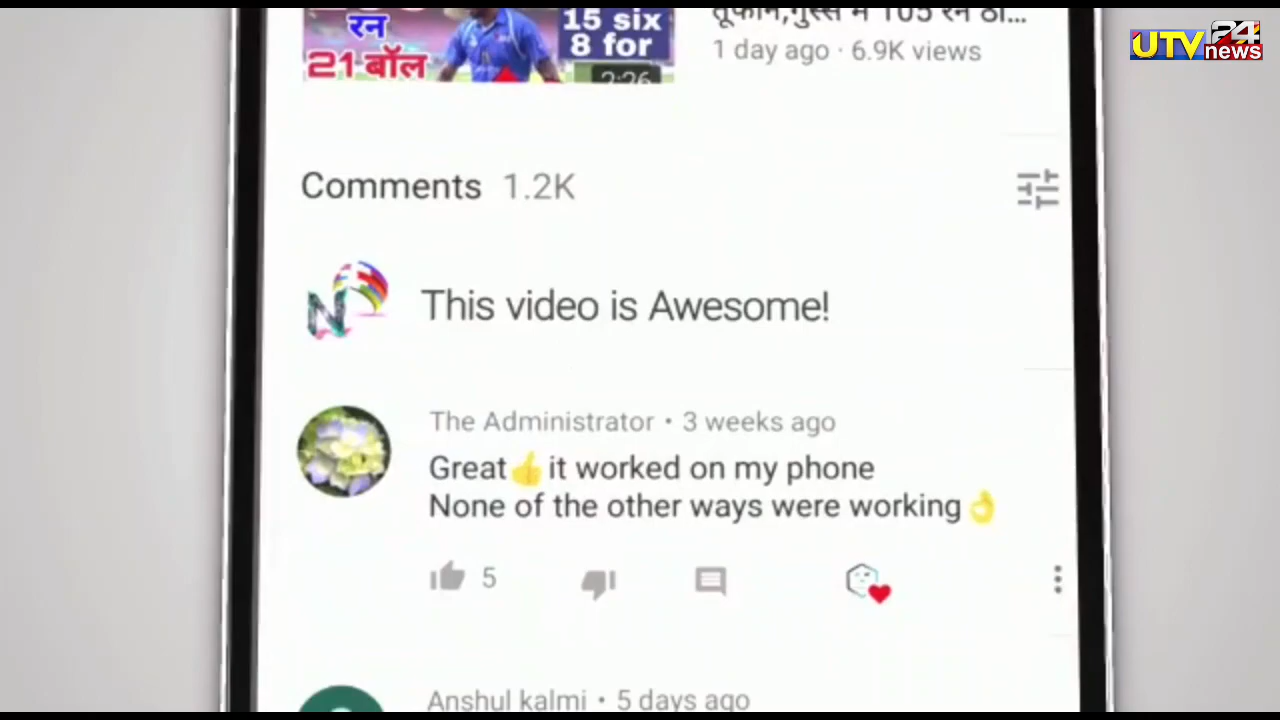 रन
21 बॉल
15 six
8 for
2:26
1 day ago · 6.9K views
UTV 24 news
Comments 1.2K
This video is Awesome!
The Administrator • 3 weeks ago
Great👍it worked on my phone
None of the other ways were working👌
5
Anshul kalmi • 5 days ago